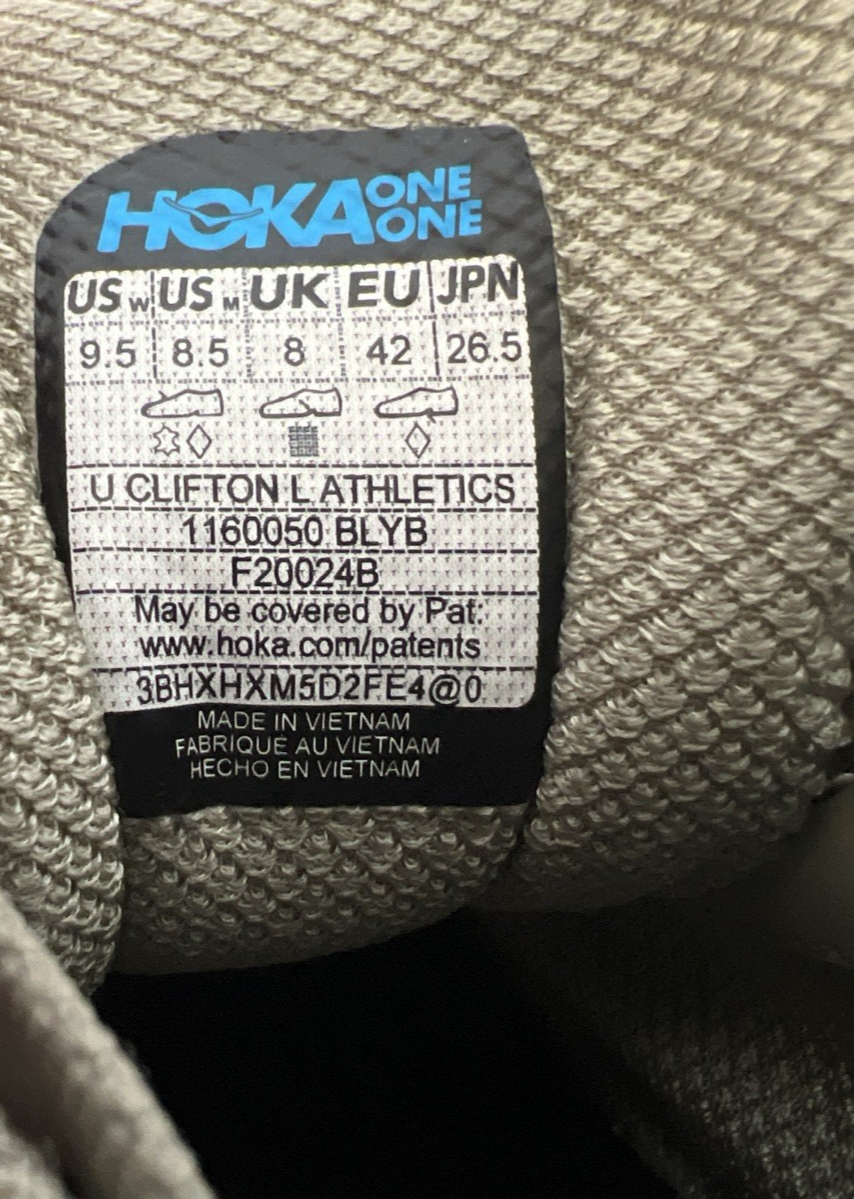 HOKA ONE ONE
US W US M UK EU JPN
9.5 8.5 8 42 26.5
U CLIFTON L ATHLETICS
1160050 BLYB
F20024B
May be covered by Pat:
www.hoka.com/patents
3BHXHXM5D2FE4@0
MADE IN VIETNAM
FABRIQUÉ AU VIETNAM
HECHO EN VIETNAM